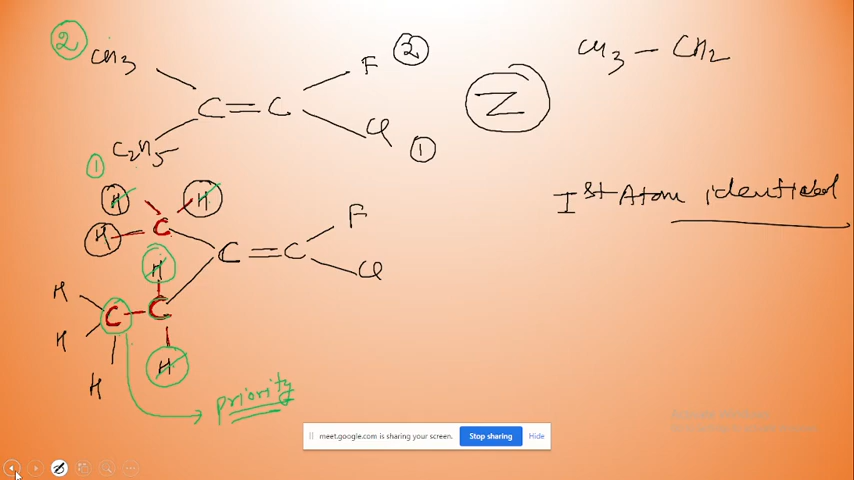 2
CH3
F
2
CH3 - CH2
C = C
Z
C2H5
Cl
1
1
H
H
Ist Atom identical
H
C
F
C = C
H
Cl
H
C - C
H
H
H
priority
meet.google.com is sharing your screen.
Stop sharing
Hide